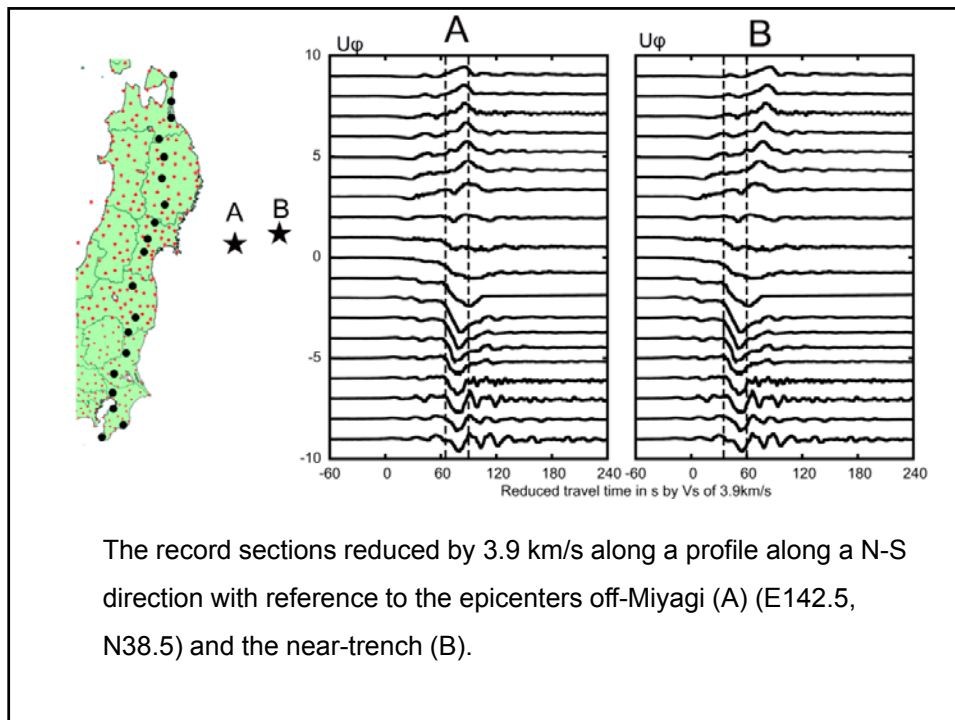 A
B
Uφ
Uφ
10
5
0
-5
-10
A
B
-60 0 60 120 180 240
-60 0 60 120 180 240
Reduced travel time in s by Vs of 3.9km/s
The record sections reduced by 3.9 km/s along a profile along a N-S
direction with reference to the epicenters off-Miyagi (A) (E142.5,
N38.5) and the near-trench (B).